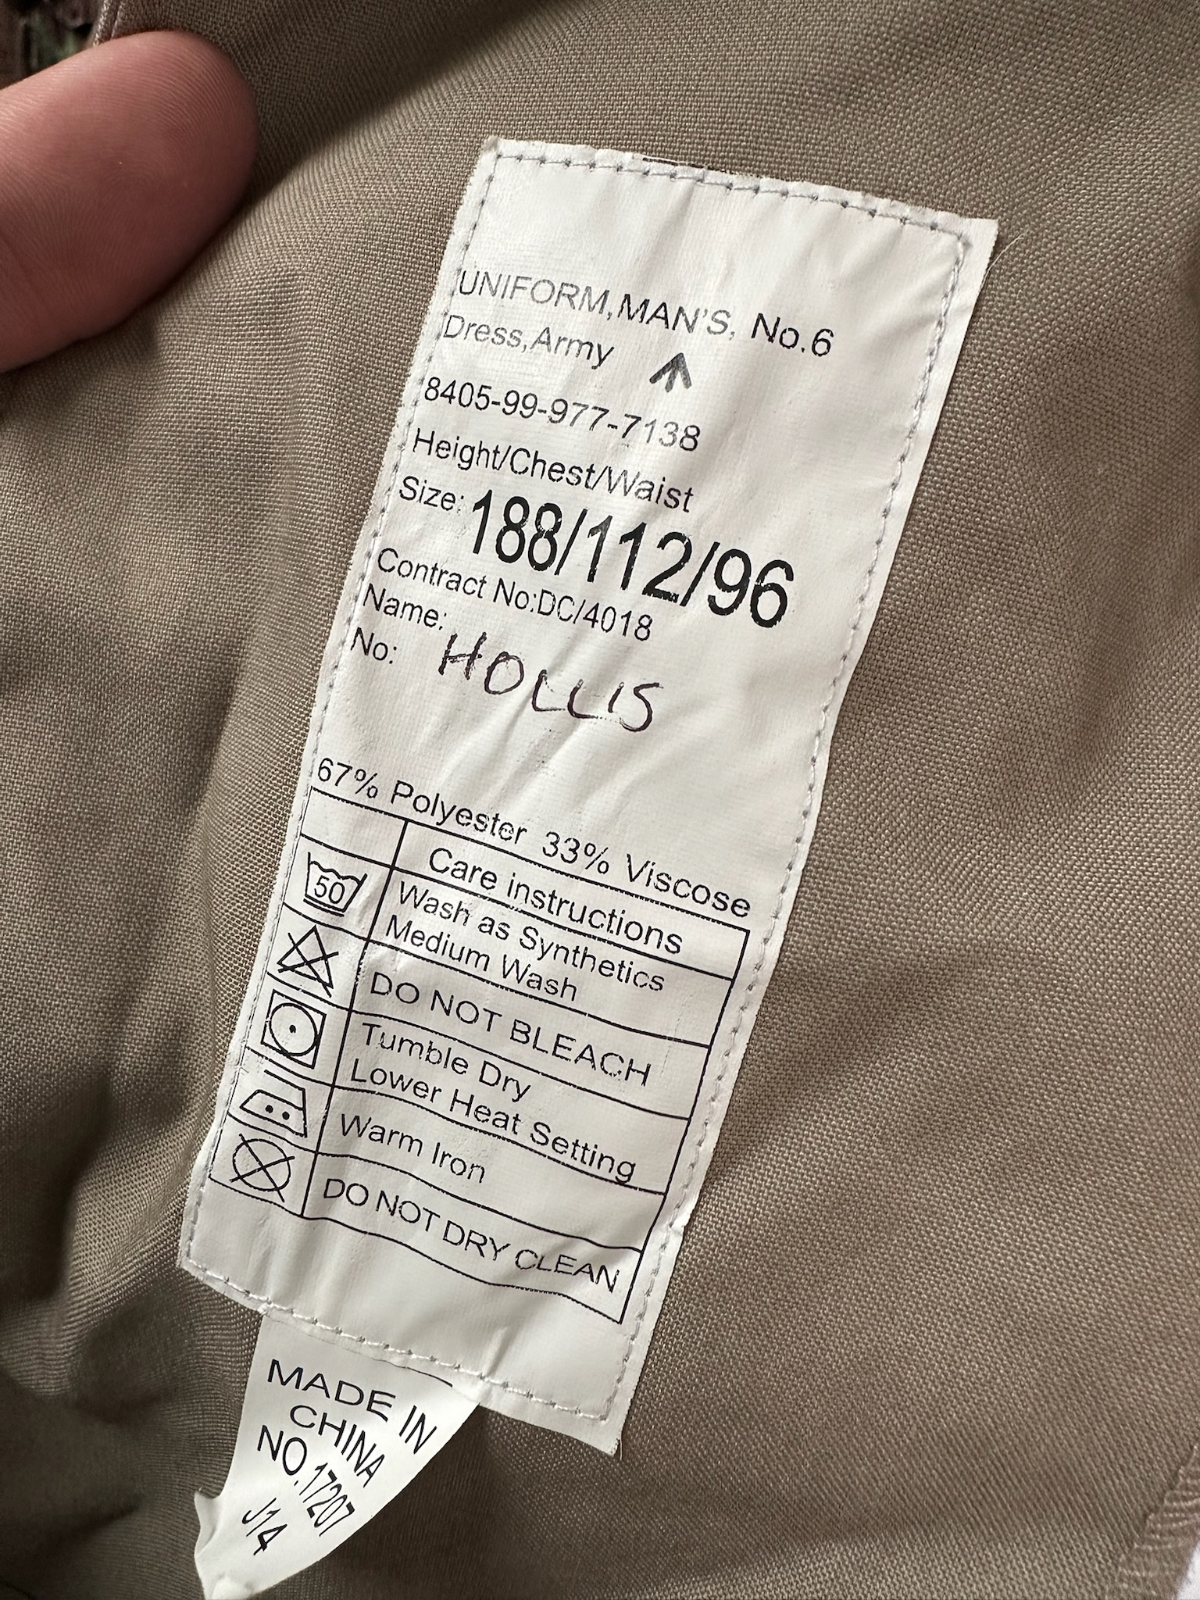 UNIFORM,MAN'S, No.6
Dress,Army
8405-99-977-7138
Height/Chest/Waist
Size: 188/112/96
Contract No:DC/4018
Name:
No: HOLLIS
67% Polyester 33% Viscose
Care instructions
50 Wash as Synthetics
Medium Wash
DO NOT BLEACH
Tumble Dry
Lower Heat Setting
Warm Iron
DO NOT DRY CLEAN
MADE IN
CHINA
NO.17207
J14